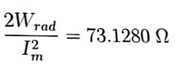 2W_rad / I_m^2 = 73.1280 Ω